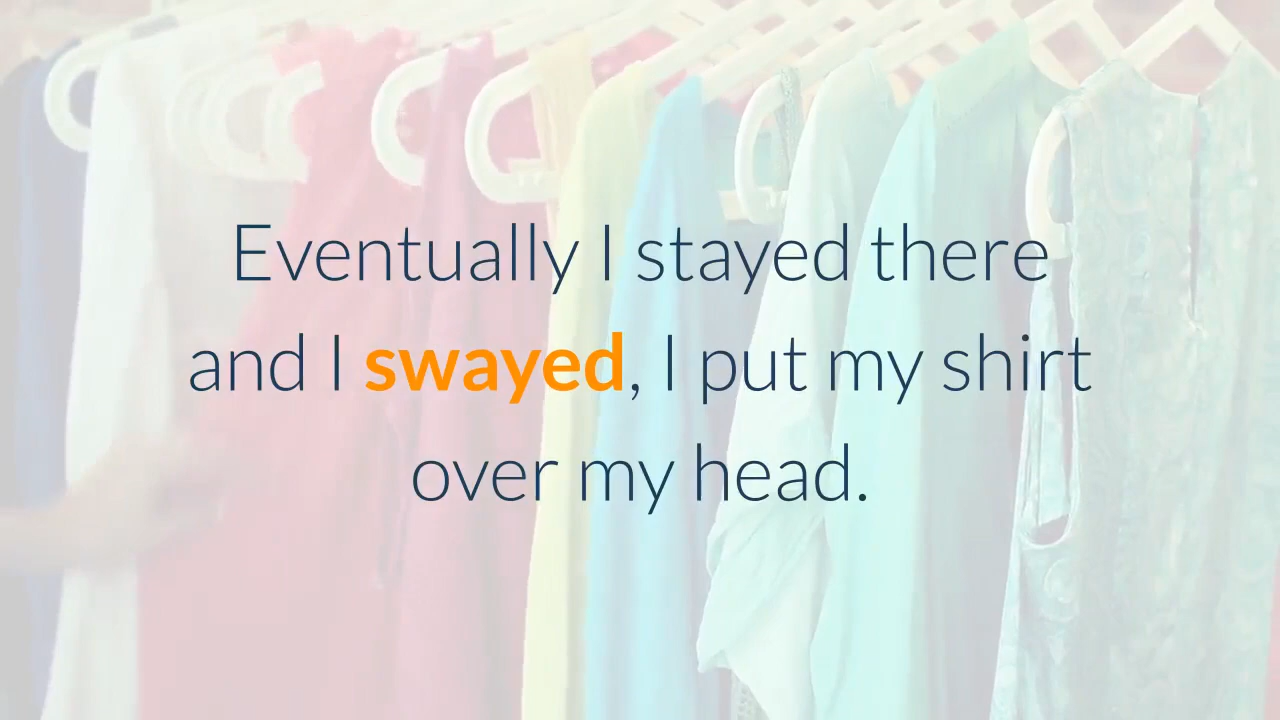 Eventually I stayed there
and I swayed, I put my shirt
over my head.